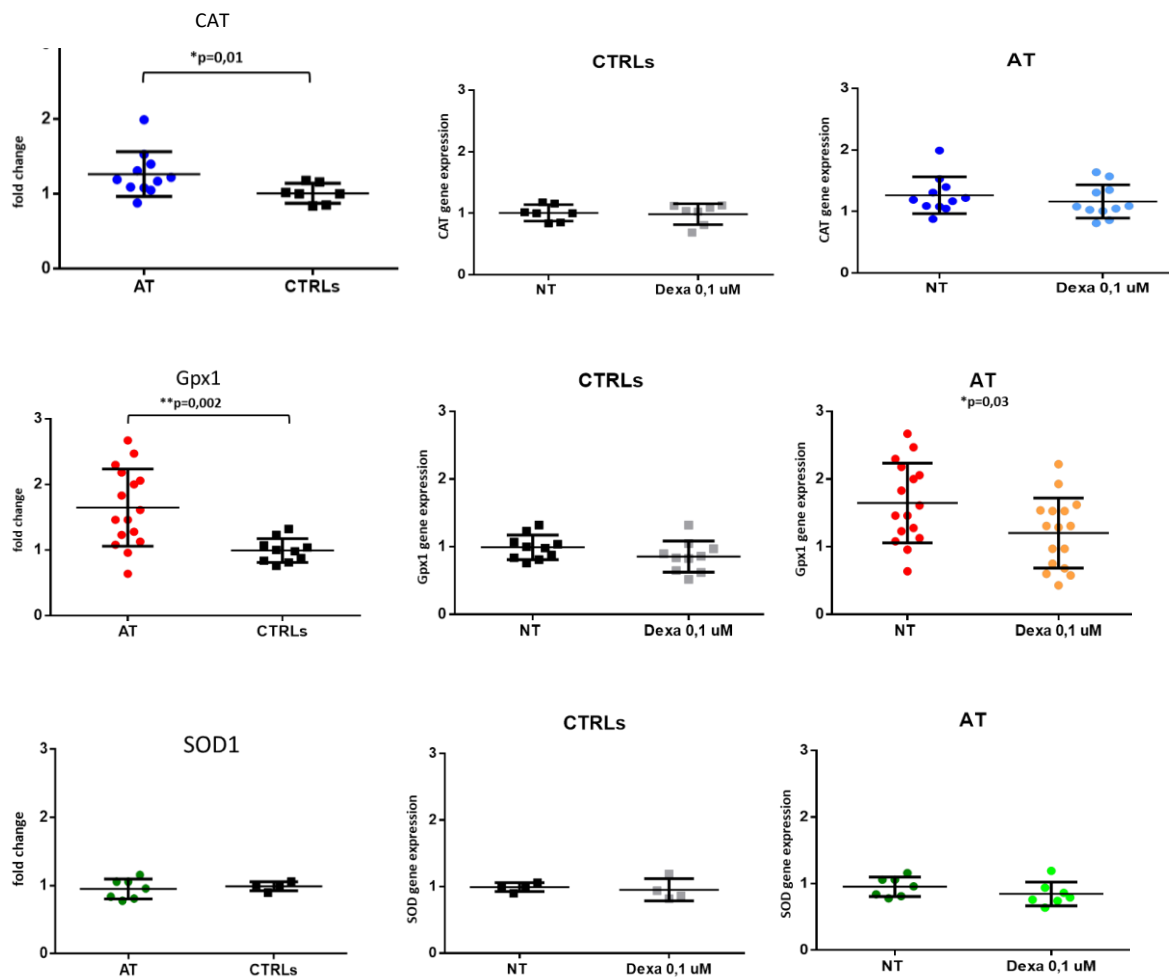 CAT
*p=0,01
fold change
2
1
0
AT
CTRLs
CTRLs
CAT gene expression
3
2
1
0
NT
Dexa 0,1 uM
AT
CAT gene expression
3
2
1
0
NT
Dexa 0,1 uM
Gpx1
**p=0,002
fold change
3
2
1
0
AT
CTRLs
CTRLs
Gpx1 gene expression
3
2
1
0
NT
Dexa 0,1 uM
AT
*p=0,03
Gpx1 gene expression
3
2
1
0
NT
Dexa 0,1 uM
SOD1
fold change
3
2
1
0
AT
CTRLs
CTRLs
SOD gene expression
3
2
1
0
NT
Dexa 0,1 uM
AT
SOD gene expression
3
2
1
0
NT
Dexa 0,1 uM